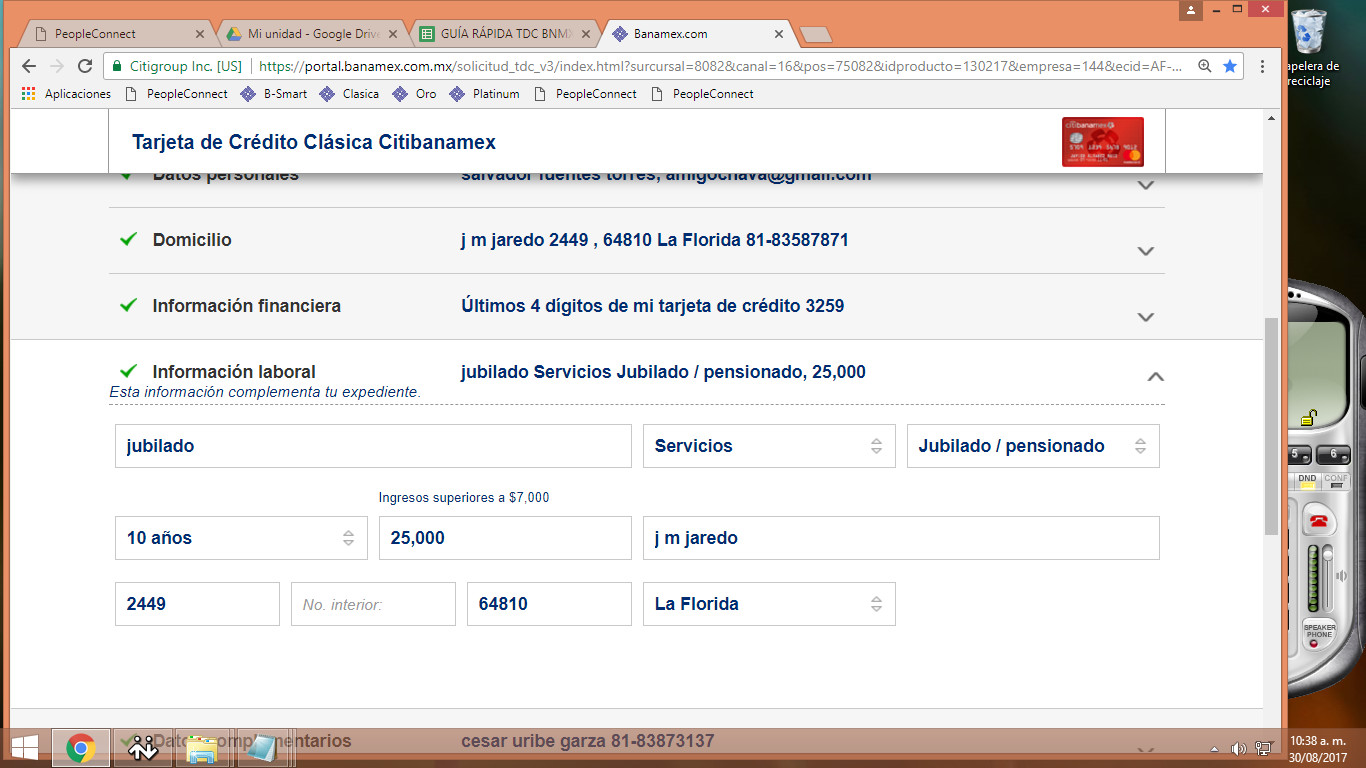 PeopleConnect
Mi unidad - Google Drive
GUÍA RÁPIDA TDC BNMX
Banamex.com
Citigroup Inc. [US]
https://portal.banamex.com.mx/solicitud_tdc_v3/index.html?surcursal=8082&canal=16&pos=75082&idproducto=130217&empresa=144&ecid=AF-...
Aplicaciones PeopleConnect B-Smart Clasica Oro Platinum PeopleConnect PeopleConnect
Tarjeta de Crédito Clásica Citibanamex
citibanamex
Datos personales salvador fuentes torres, amigochava@gmail.com
Domicilio j m jaredo 2449 , 64810 La Florida 81-83587871
Información financiera Últimos 4 dígitos de mi tarjeta de crédito 3259
Información laboral jubilado Servicios Jubilado / pensionado, 25,000
Esta información complementa tu expediente.
jubilado Servicios Jubilado / pensionado
Ingresos superiores a $7,000
10 años 25,000 j m jaredo
2449 No. interior: 64810 La Florida
Datos complementarios cesar uribe garza 81-83873137
10:38 a. m.
30/08/2017
apelera de
reciclaje
5 6
DND CONF
SPEAKER
PHONE